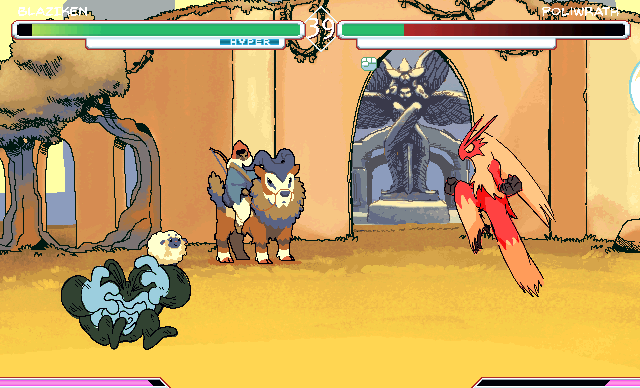 BLAZIKEN
39
POLIWRATH
HYPER